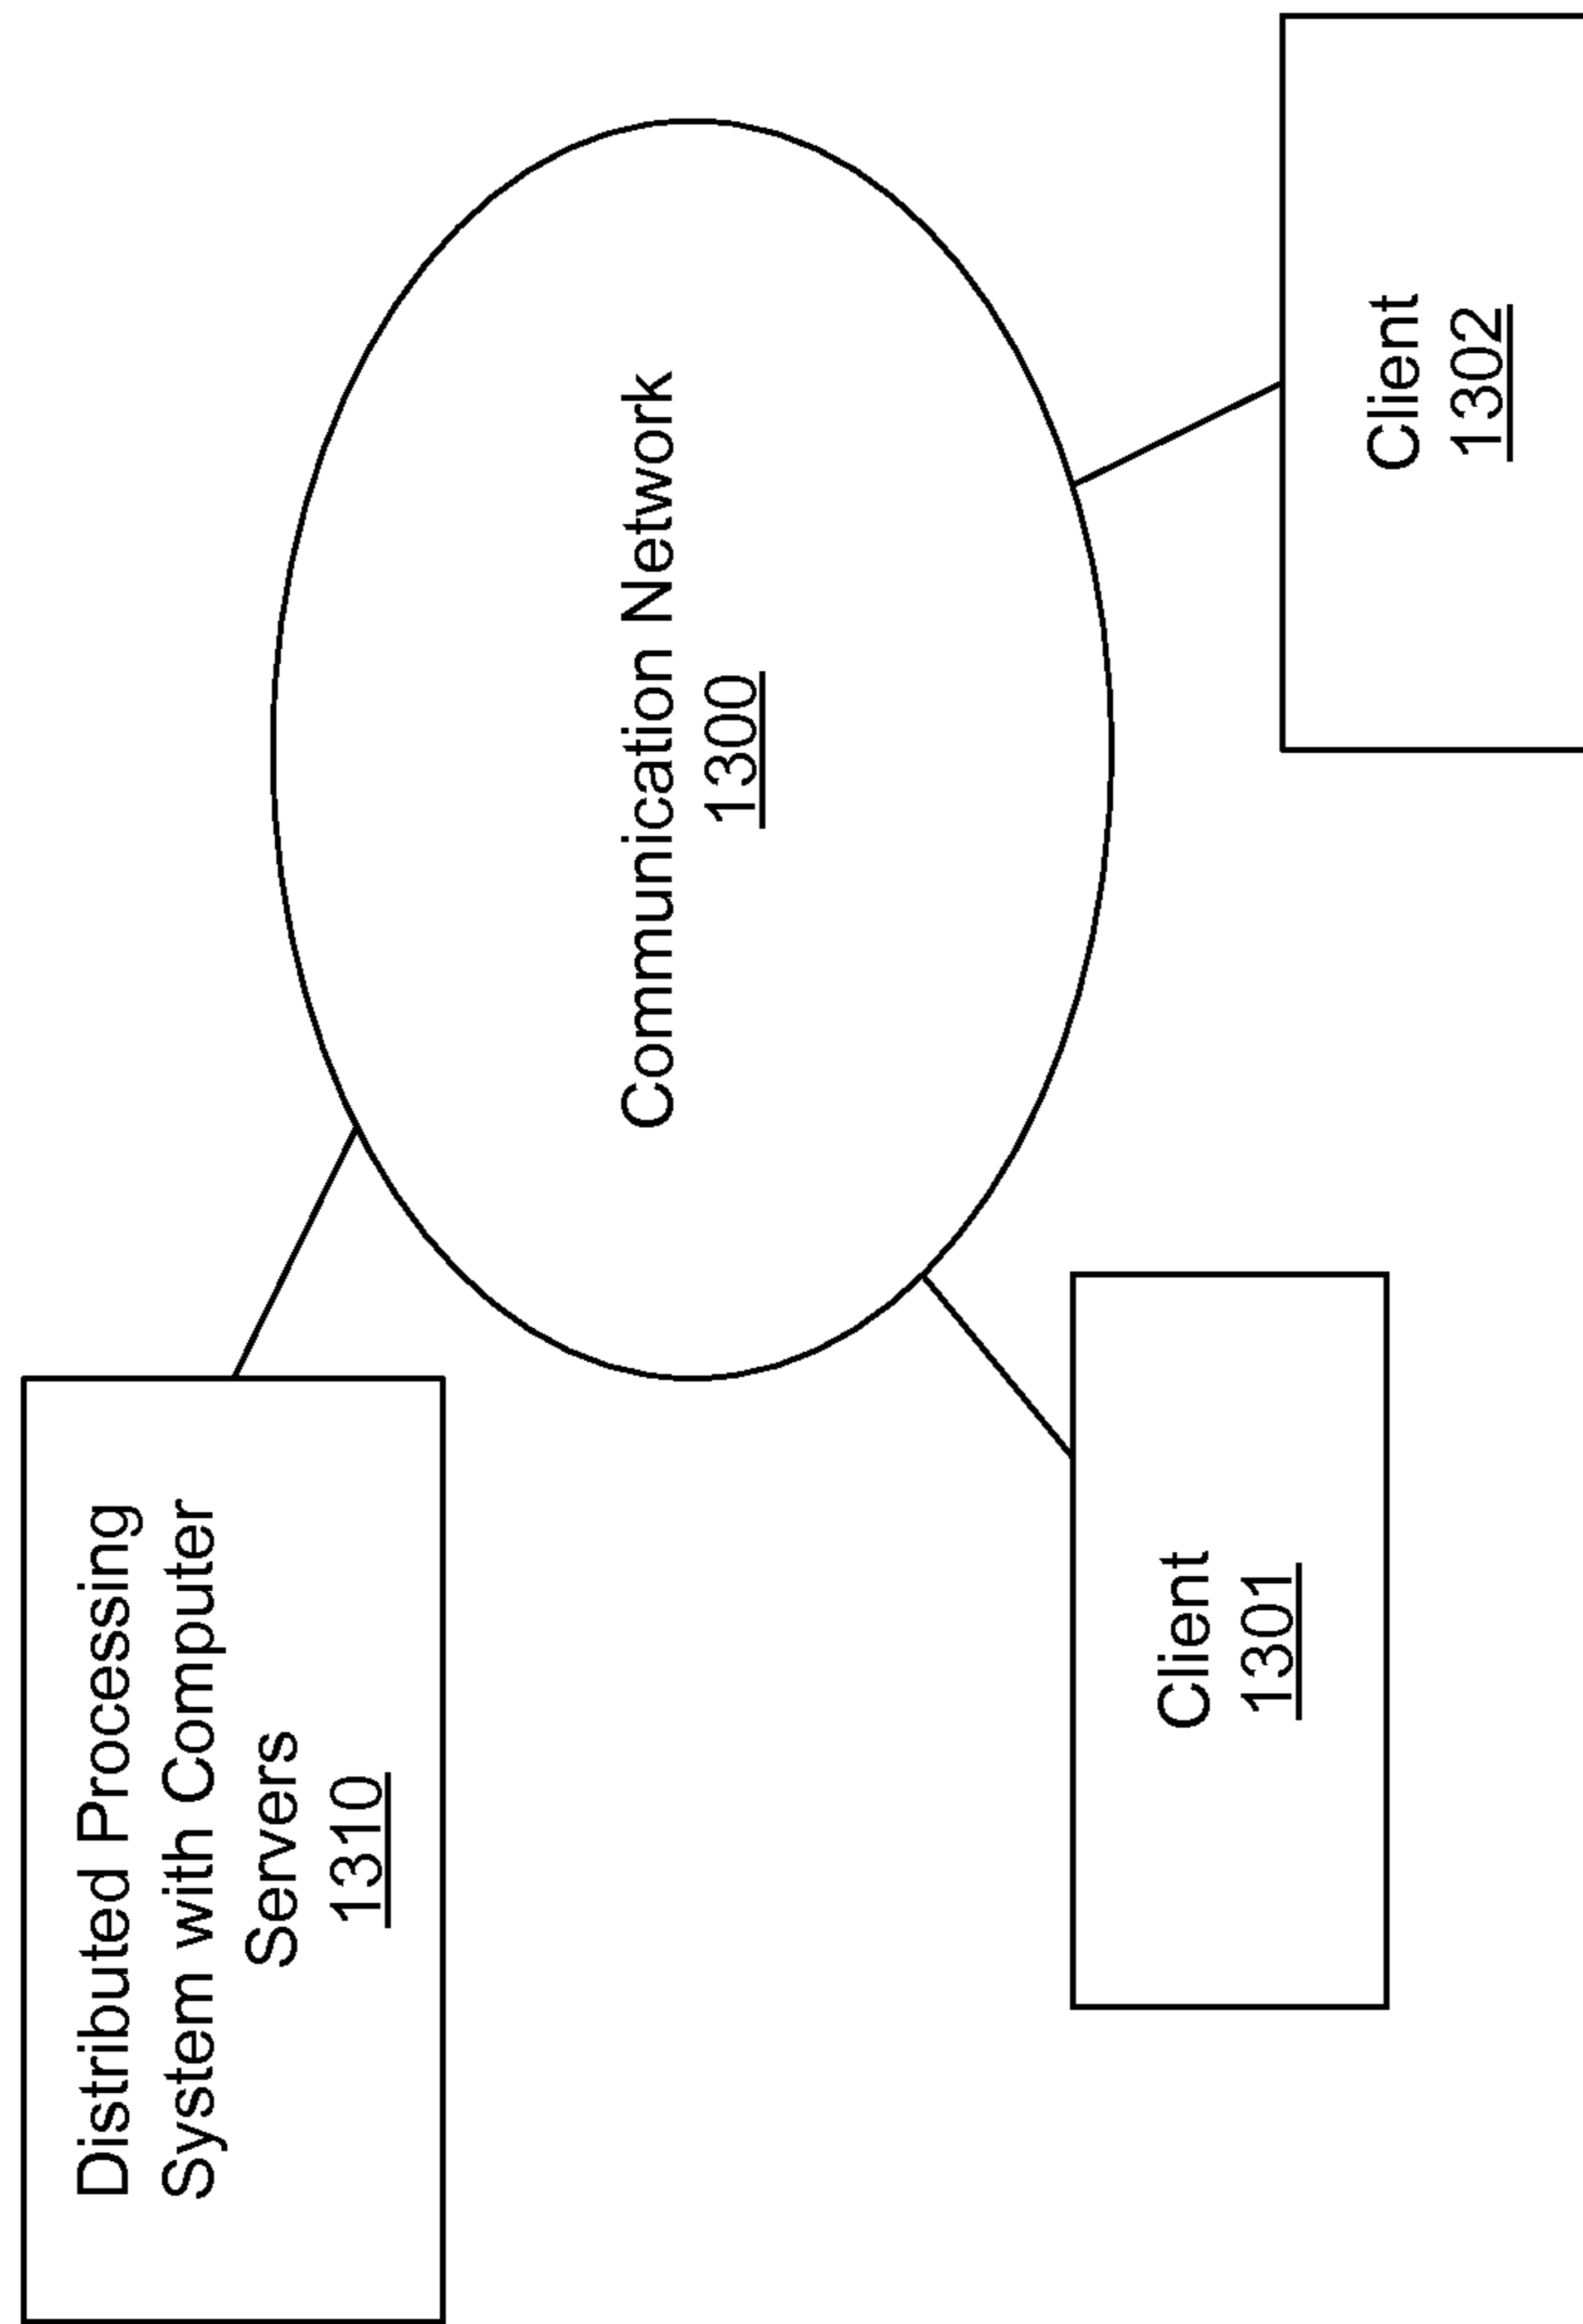 Distributed Processing
System with Computer
Servers
1310
Communication Network
1300
Client
1301
Client
1302